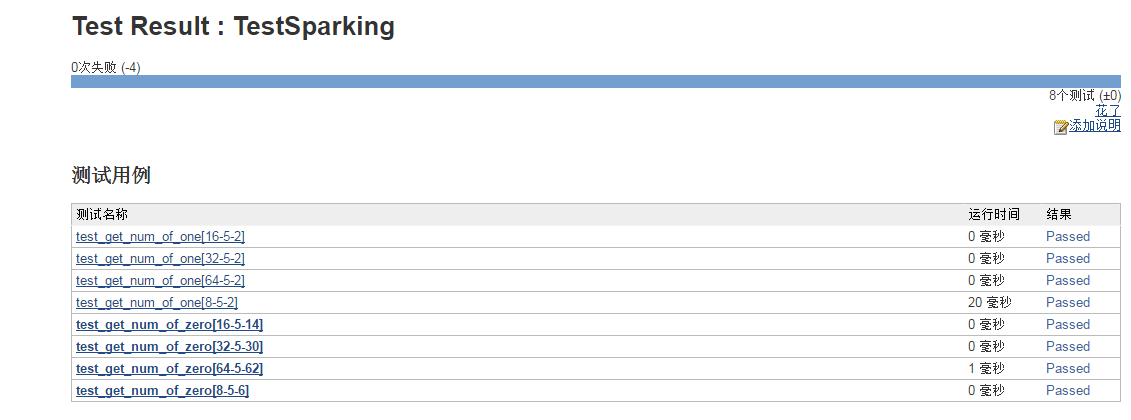 Test Result : TestSparking
0次失败 (-4)
8个测试 (±0)
花了
添加说明
测试用例
测试名称 运行时间 结果
test_get_num_of_one[16-5-2] 0 毫秒 Passed
test_get_num_of_one[32-5-2] 0 毫秒 Passed
test_get_num_of_one[64-5-2] 0 毫秒 Passed
test_get_num_of_one[8-5-2] 20 毫秒 Passed
test_get_num_of_zero[16-5-14] 0 毫秒 Passed
test_get_num_of_zero[32-5-30] 0 毫秒 Passed
test_get_num_of_zero[64-5-62] 1 毫秒 Passed
test_get_num_of_zero[8-5-6] 0 毫秒 Passed